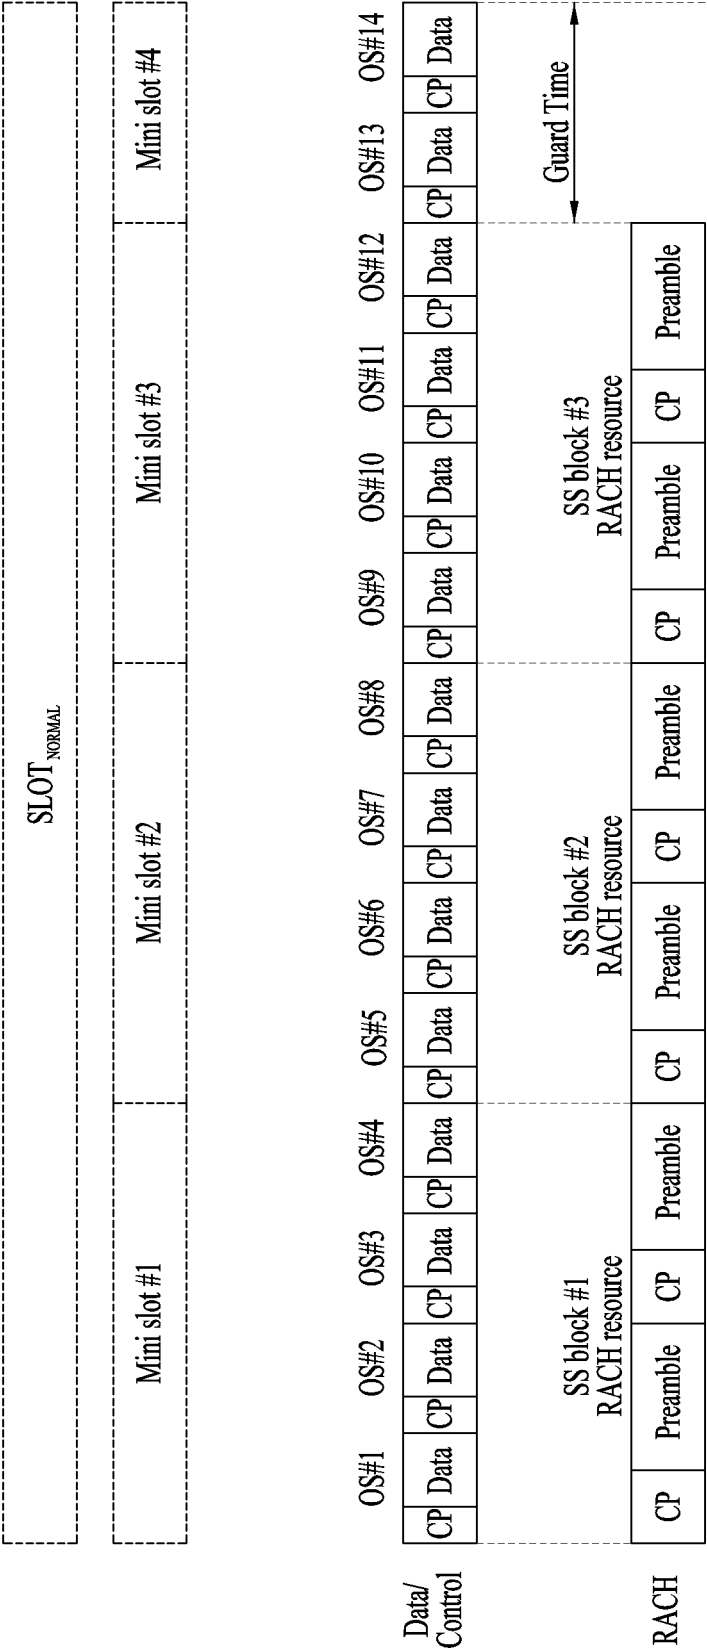 SLOT NORMAL
Mini slot #1
Mini slot #2
Mini slot #3
Mini slot #4
OS#1
OS#2
OS#3
OS#4
OS#5
OS#6
OS#7
OS#8
OS#9
OS#10
OS#11
OS#12
OS#13
OS#14
Data/
Control
CP
Data
CP
Data
CP
Data
CP
Data
CP
Data
CP
Data
CP
Data
CP
Data
CP
Data
CP
Data
CP
Data
CP
Data
CP
Data
CP
Data
SS block #1
RACH resource
SS block #2
RACH resource
SS block #3
RACH resource
Guard Time
RACH
CP
Preamble
CP
Preamble
CP
Preamble
CP
Preamble
CP
Preamble
CP
Preamble